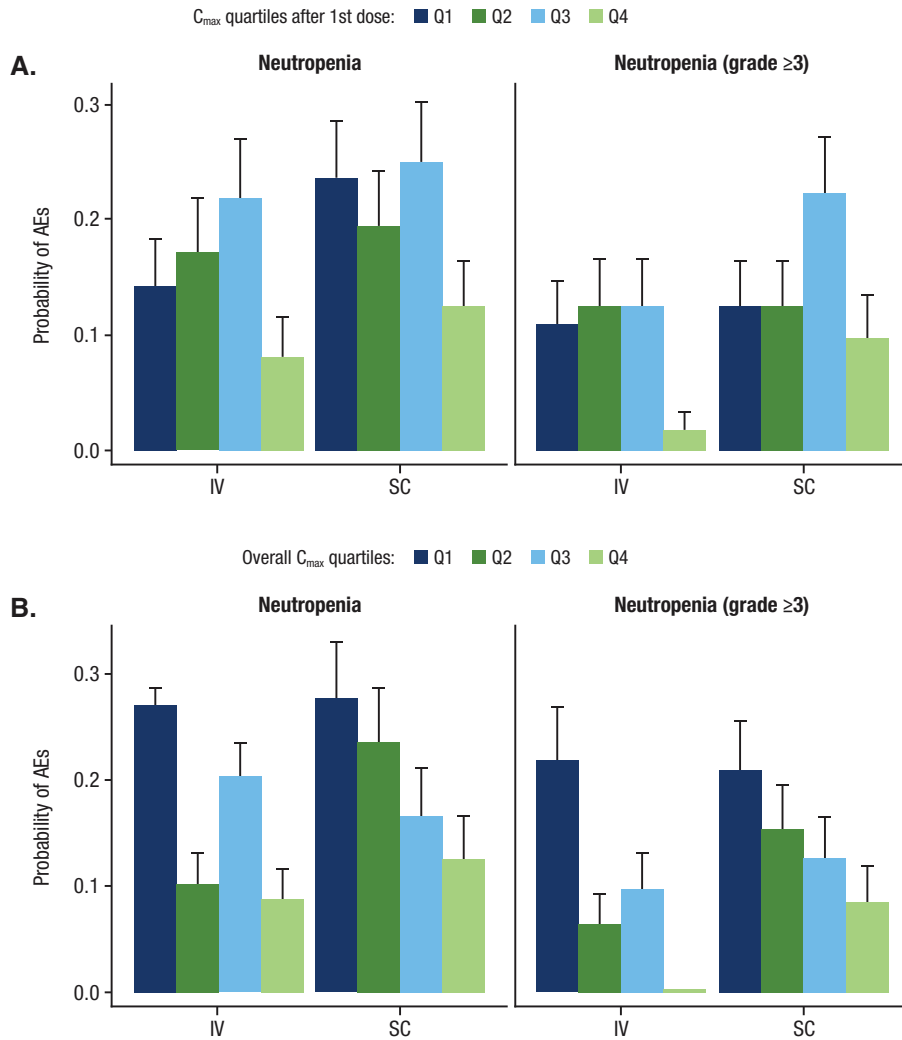 C_max quartiles after 1st dose: Q1 Q2 Q3 Q4
A.
Neutropenia
Neutropenia (grade ≥3)
Probability of AEs
0.3
0.2
0.1
0.0
IV SC
IV SC
Overall C_max quartiles: Q1 Q2 Q3 Q4
B.
Neutropenia
Neutropenia (grade ≥3)
Probability of AEs
0.3
0.2
0.1
0.0
IV SC
IV SC